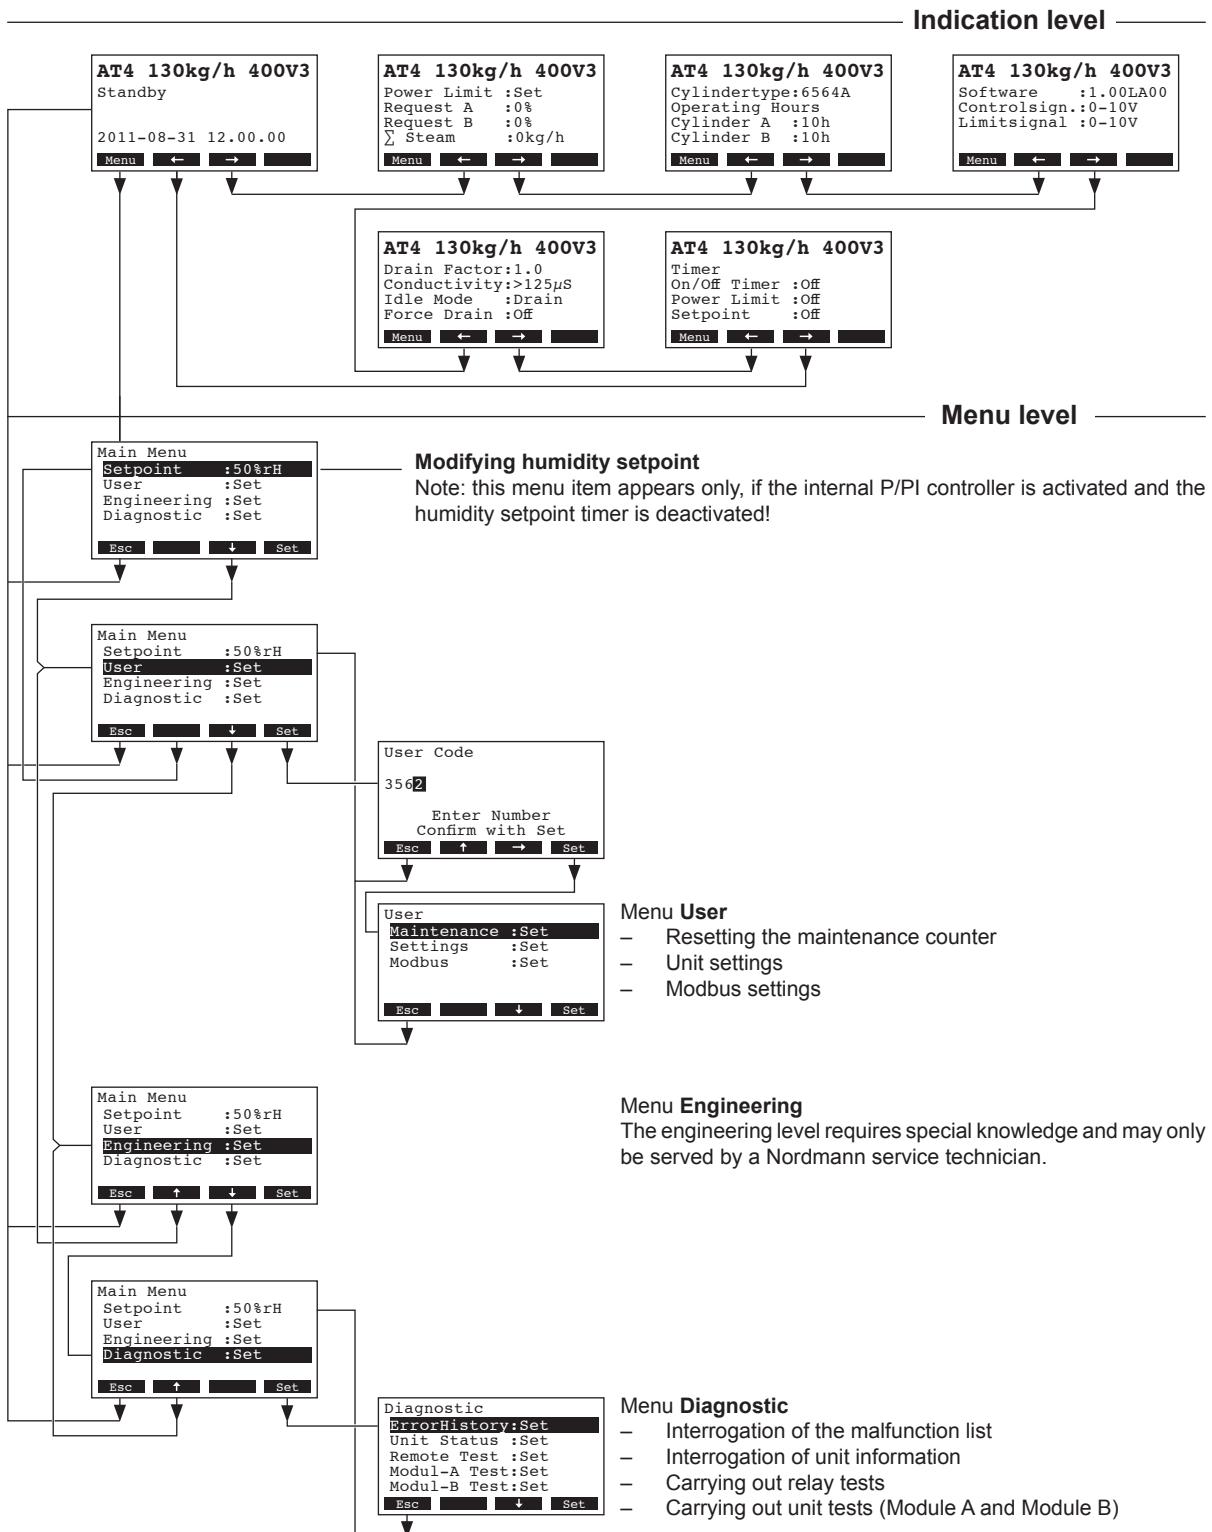 Indication level
AT4 130kg/h 400V3
Standby
2011-08-31 12.00.00
Menu ← →
AT4 130kg/h 400V3
Power Limit :Set
Request A :0%
Request B :0%
∑ Steam :0kg/h
Menu ← →
AT4 130kg/h 400V3
Cylindertype:6564A
Operating Hours
Cylinder A :10h
Cylinder B :10h
Menu ← →
AT4 130kg/h 400V3
Software :1.00LA00
Controlsign.:0-10V
Limitsignal :0-10V
Menu ← →
AT4 130kg/h 400V3
Drain Factor:1.0
Conductivity:>125µS
Idle Mode :Drain
Force Drain :Off
Menu ← →
AT4 130kg/h 400V3
Timer
On/Off Timer :Off
Power Limit :Off
Setpoint :Off
Menu ← →
Menu level
Main Menu
Setpoint :50%rH
User :Set
Engineering :Set
Diagnostic :Set
Esc ↓ Set
Modifying humidity setpoint
Note: this menu item appears only, if the internal P/PI controller is activated and the
humidity setpoint timer is deactivated!
Main Menu
Setpoint :50%rH
User :Set
Engineering :Set
Diagnostic :Set
Esc ↓ Set
User Code
3562
Enter Number
Confirm with Set
Esc ↑ → Set
User
Maintenance :Set
Settings :Set
Modbus :Set
Esc ↓ Set
Menu User
– Resetting the maintenance counter
– Unit settings
– Modbus settings
Main Menu
Setpoint :50%rH
User :Set
Engineering :Set
Diagnostic :Set
Esc ↑ ↓ Set
Menu Engineering
The engineering level requires special knowledge and may only
be served by a Nordmann service technician.
Main Menu
Setpoint :50%rH
User :Set
Engineering :Set
Diagnostic :Set
Esc ↑ Set
Diagnostic
ErrorHistory:Set
Unit Status :Set
Remote Test :Set
Modul-A Test:Set
Modul-B Test:Set
Esc ↓ Set
Menu Diagnostic
– Interrogation of the malfunction list
– Interrogation of unit information
– Carrying out relay tests
– Carrying out unit tests (Module A and Module B)